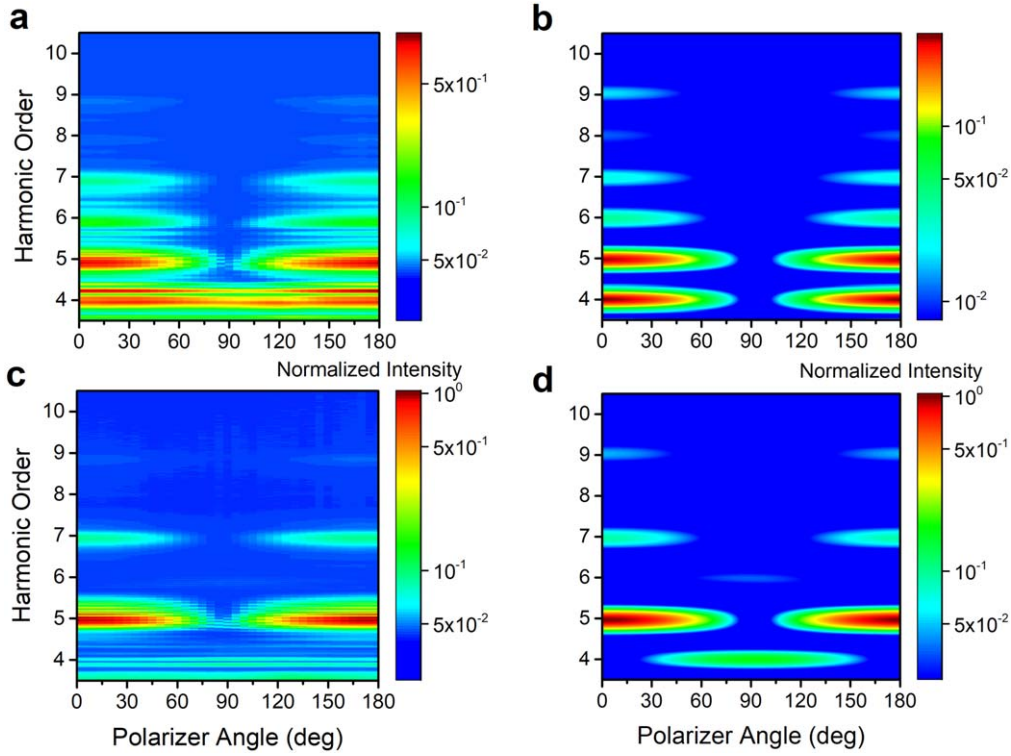 a
Harmonic Order
10
9
8
7
6
5
4
0 30 60 90 120 150 180
5x10⁻¹
10⁻¹
5x10⁻²
b
10
9
8
7
6
5
4
0 30 60 90 120 150 180
10⁻¹
5x10⁻²
10⁻²
Normalized Intensity
Normalized Intensity
c
Harmonic Order
10
9
8
7
6
5
4
0 30 60 90 120 150 180
Polarizer Angle (deg)
10⁰
5x10⁻¹
10⁻¹
5x10⁻²
d
10
9
8
7
6
5
4
0 30 60 90 120 150 180
Polarizer Angle (deg)
10⁰
5x10⁻¹
10⁻¹
5x10⁻²